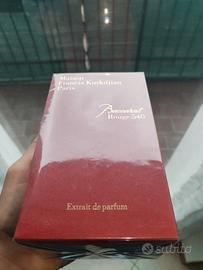 Maison
Francis Kurkdjian
Paris
Baccarat
Rouge 540
Extrait de parfum
subito